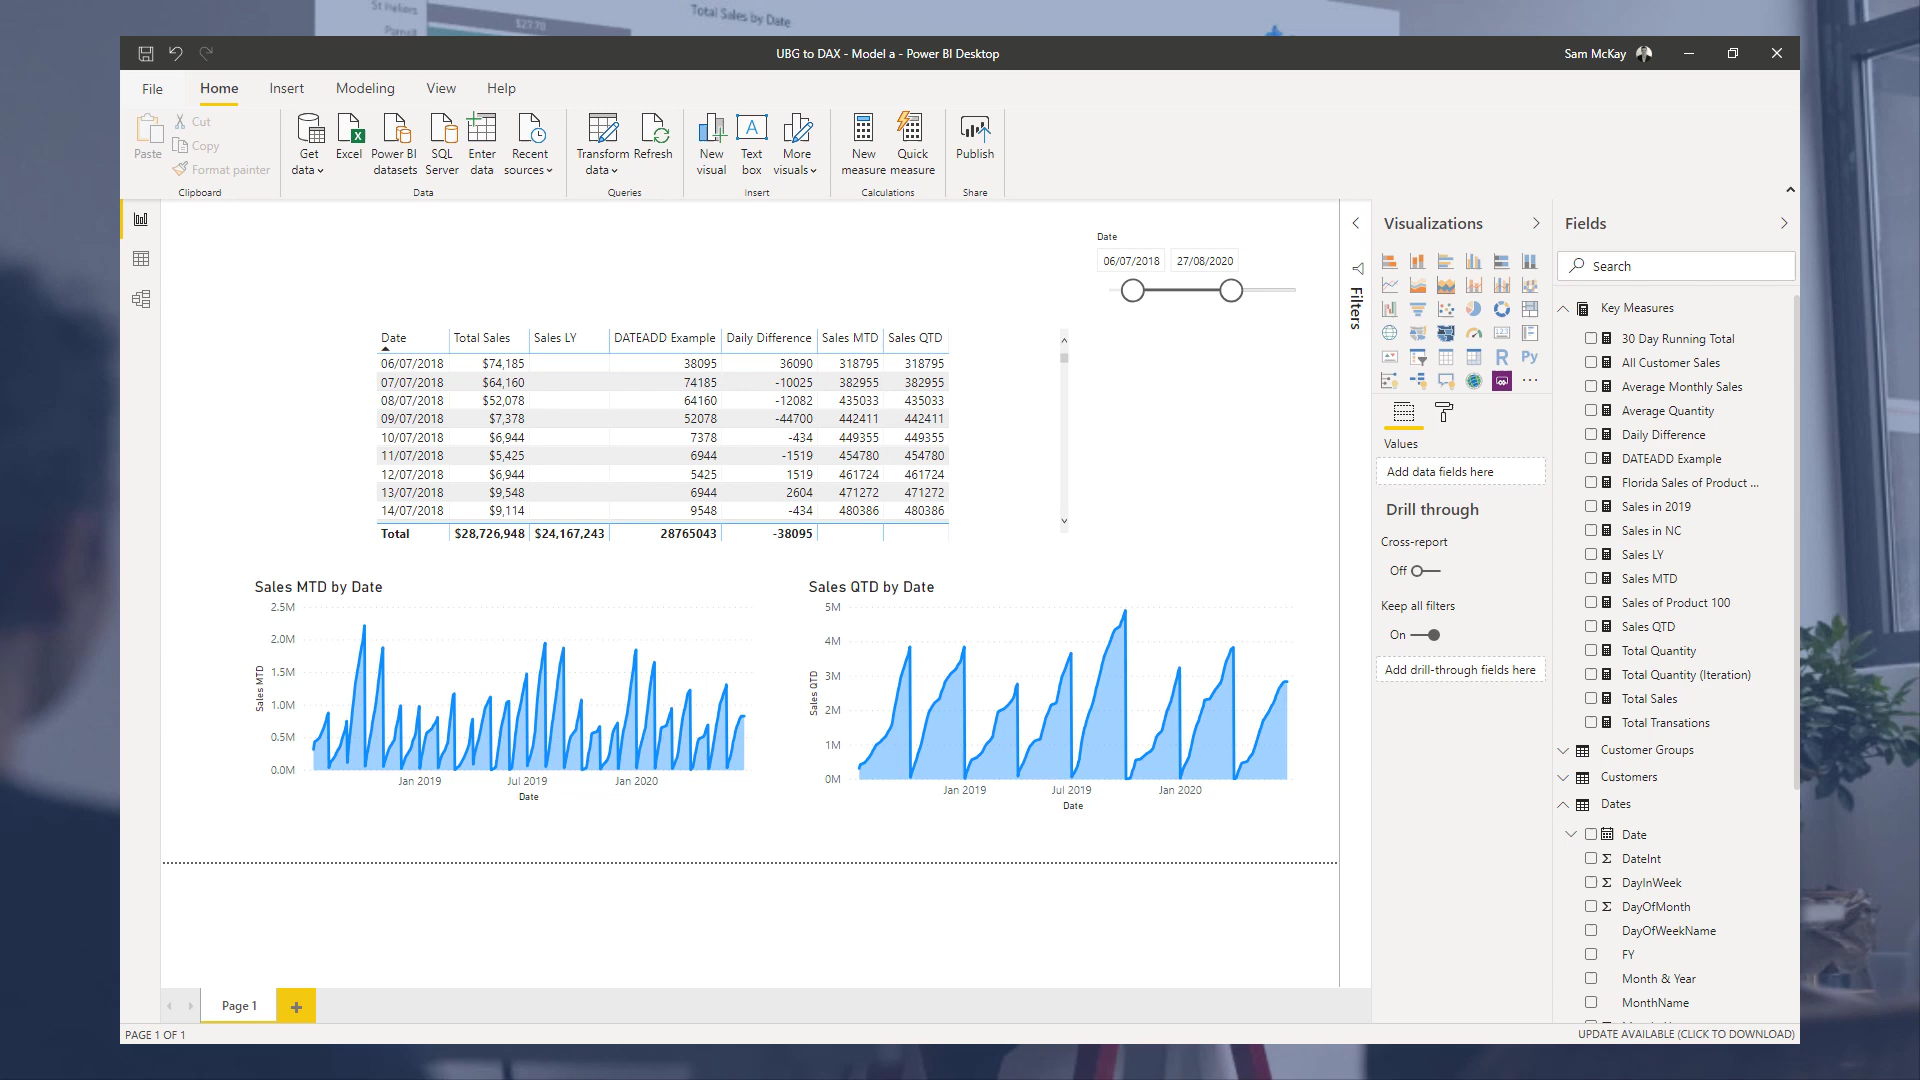 St Heliers
$27.70
Total Sales by Date
UBG to DAX - Model a - Power BI Desktop
Sam McKay
File Home Insert Modeling View Help
Paste
Cut
Copy
Format painter
Clipboard
Get data
Excel
Power BI datasets
SQL Server
Enter data
Recent sources
Data
Transform data
Refresh
Queries
New visual
Text box
More visuals
Insert
New measure
Quick measure
Calculations
Publish
Share
Date
06/07/2018 27/08/2020
Date Total Sales Sales LY DATEADD Example Daily Difference Sales MTD Sales QTD
06/07/2018 $74,185 38095 36090 318795 318795
07/07/2018 $64,160 74185 -10025 382955 382955
08/07/2018 $52,078 64160 -12082 435033 435033
09/07/2018 $7,378 52078 -44700 442411 442411
10/07/2018 $6,944 7378 -434 449355 449355
11/07/2018 $5,425 6944 -1519 454780 454780
12/07/2018 $6,944 5425 1519 461724 461724
13/07/2018 $9,548 6944 2604 471272 471272
14/07/2018 $9,114 9548 -434 480386 480386
Total $28,726,948 $24,167,243 28765043 -38095
Sales MTD by Date
2.5M
2.0M
1.5M
1.0M
0.5M
0.0M
Sales MTD
Jan 2019 Jul 2019 Jan 2020
Date
Sales QTD by Date
5M
4M
3M
2M
1M
0M
Sales QTD
Jan 2019 Jul 2019 Jan 2020
Date
Page 1
PAGE 1 OF 1
Filters
Visualizations
R Py
Values
Add data fields here
Drill through
Cross-report
Off
Keep all filters
On
Add drill-through fields here
Fields
Search
Key Measures
30 Day Running Total
All Customer Sales
Average Monthly Sales
Average Quantity
Daily Difference
DATEADD Example
Florida Sales of Product ...
Sales in 2019
Sales in NC
Sales LY
Sales MTD
Sales of Product 100
Sales QTD
Total Quantity
Total Quantity (Iteration)
Total Sales
Total Transations
Customer Groups
Customers
Dates
Date
DateInt
DayInWeek
DayOfMonth
DayOfWeekName
FY
Month & Year
MonthName
UPDATE AVAILABLE (CLICK TO DOWNLOAD)